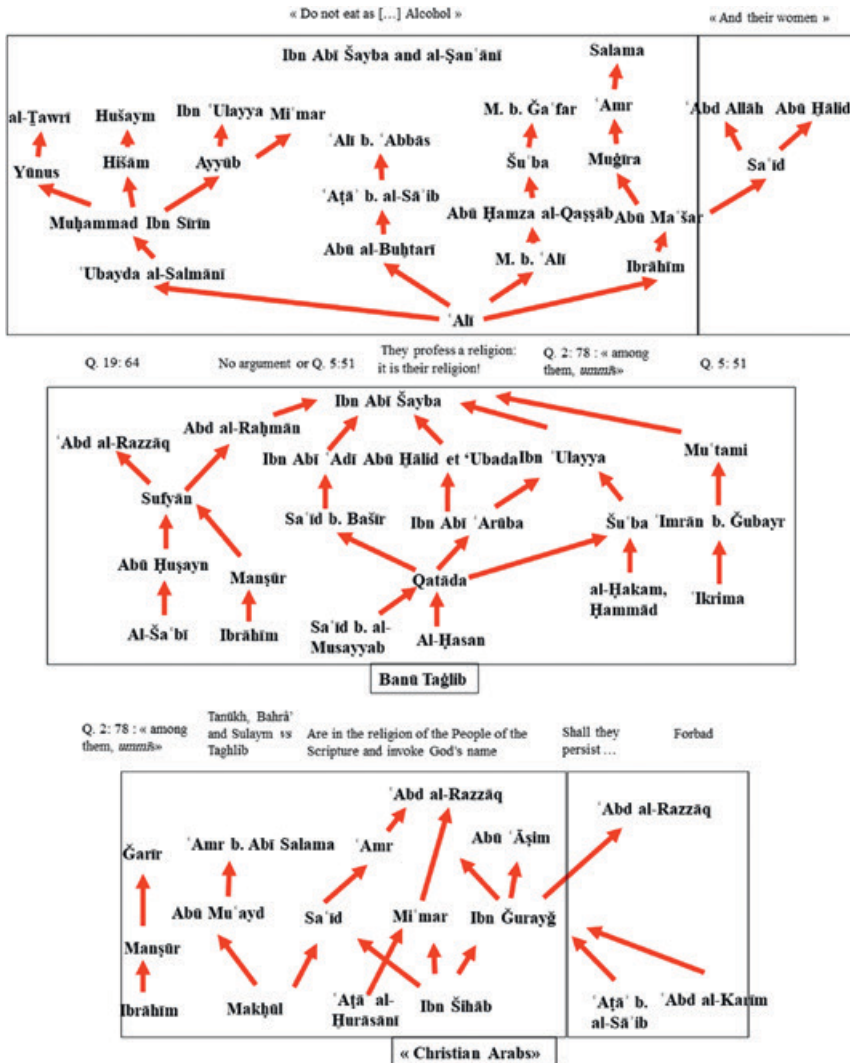 « Do not eat as [...] Alcohol »
« And their women »
Ibn Abī Šayba and al-Ṣanʿānī
Salama
al-Ṯawrī
Hušaym
Ibn ʿUlayya
Miʿmar
M. b. Ǧaʿfar
ʿAmr
ʿAbd Allāh
Abū Ḫālid
ʿAlī b. ʿAbbās
Yūnus
Hišām
Ayyūb
Šuʿba
Muġīra
Saʿīd
ʿAṭāʾ b. al-Sāʾib
Muḥammad Ibn Sīrīn
Abū Ḥamza al-Qaṣṣāb
Abū Maʿšar
Abū al-Buḫtarī
ʿUbayda al-Salmānī
M. b. ʿAlī
Ibrāhīm
ʿAlī
Q. 19: 64
No argument or Q. 5:51
They profess a religion:
it is their religion!
Q. 2: 78 : « among
them, ummīs»
Q. 5: 51
Ibn Abī Šayba
ʿAbd al-Razzāq
Abd al-Raḥmān
Ibn Abī ʿAdī
Abū Ḫālid et ʿUbada
Ibn ʿUlayya
Muʿtami
Sufyān
Saʿīd b. Bašīr
Ibn Abī ʿArūba
Šuʿba
ʿImrān b. Ǧubayr
Abū Ḥuṣayn
Manṣūr
Qatāda
al-Ḥakam,
Ḥammād
ʿIkrima
Al-Šaʿbī
Ibrāhīm
Saʿīd b. al-
Musayyab
Al-Ḥasan
Banū Taġlib
Q. 2: 78 : « among
them, ummīs»
Tanūkh, Bahrāʾ
and Sulaym vs
Taghlib
Are in the religion of the People of the
Scripture and invoke God's name
Shall they
persist ...
Forbad
ʿAbd al-Razzāq
ʿAbd al-Razzāq
Ǧarīr
ʿAmr b. Abī Salama
ʿAmr
Abū ʿĀṣim
Abū Muʿayd
Saʿīd
Miʿmar
Ibn Ǧurayǧ
Manṣūr
Ibrāhīm
Makḥūl
ʿAṭāʾ al-
Ḫurāsānī
Ibn Šihāb
ʿAṭāʾ b.
al-Sāʾib
ʿAbd al-Karīm
« Christian Arabs»